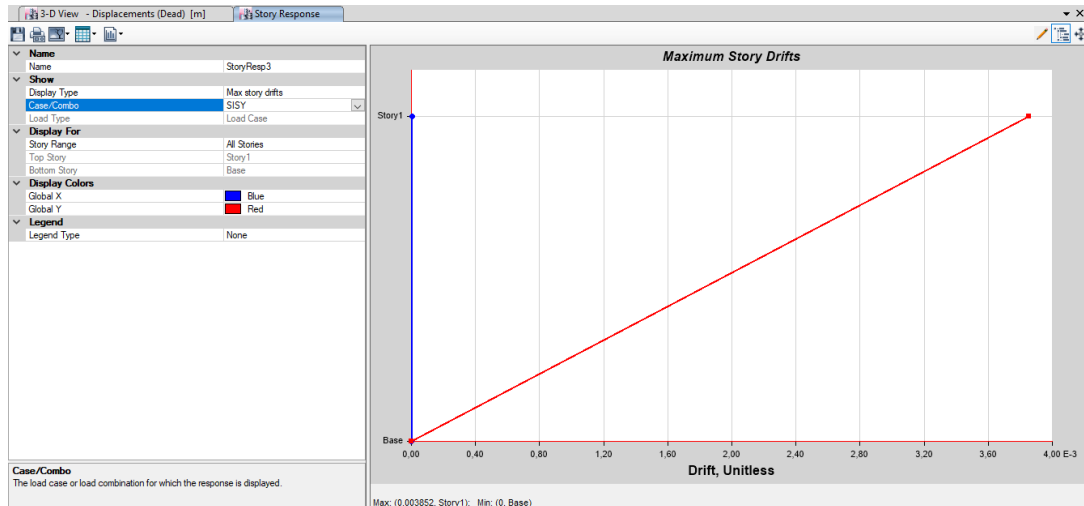 3-D View - Displacements (Dead) [m] Story Response
Name
Name StoryResp3
Show
Display Type Max story drifts
Case/Combo SISY
Load Type Load Case
Display For
Story Range All Stories
Top Story Story1
Bottom Story Base
Display Colors
Global X Blue
Global Y Red
Legend
Legend Type None
Case/Combo
The load case or load combination for which the response is displayed.
Maximum Story Drifts
Story1
Base
0,00 0,40 0,80 1,20 1,60 2,00 2,40 2,80 3,20 3,60 4,00 E-3
Drift, Unitless
Max: (0.003852, Story1); Min: (0, Base)